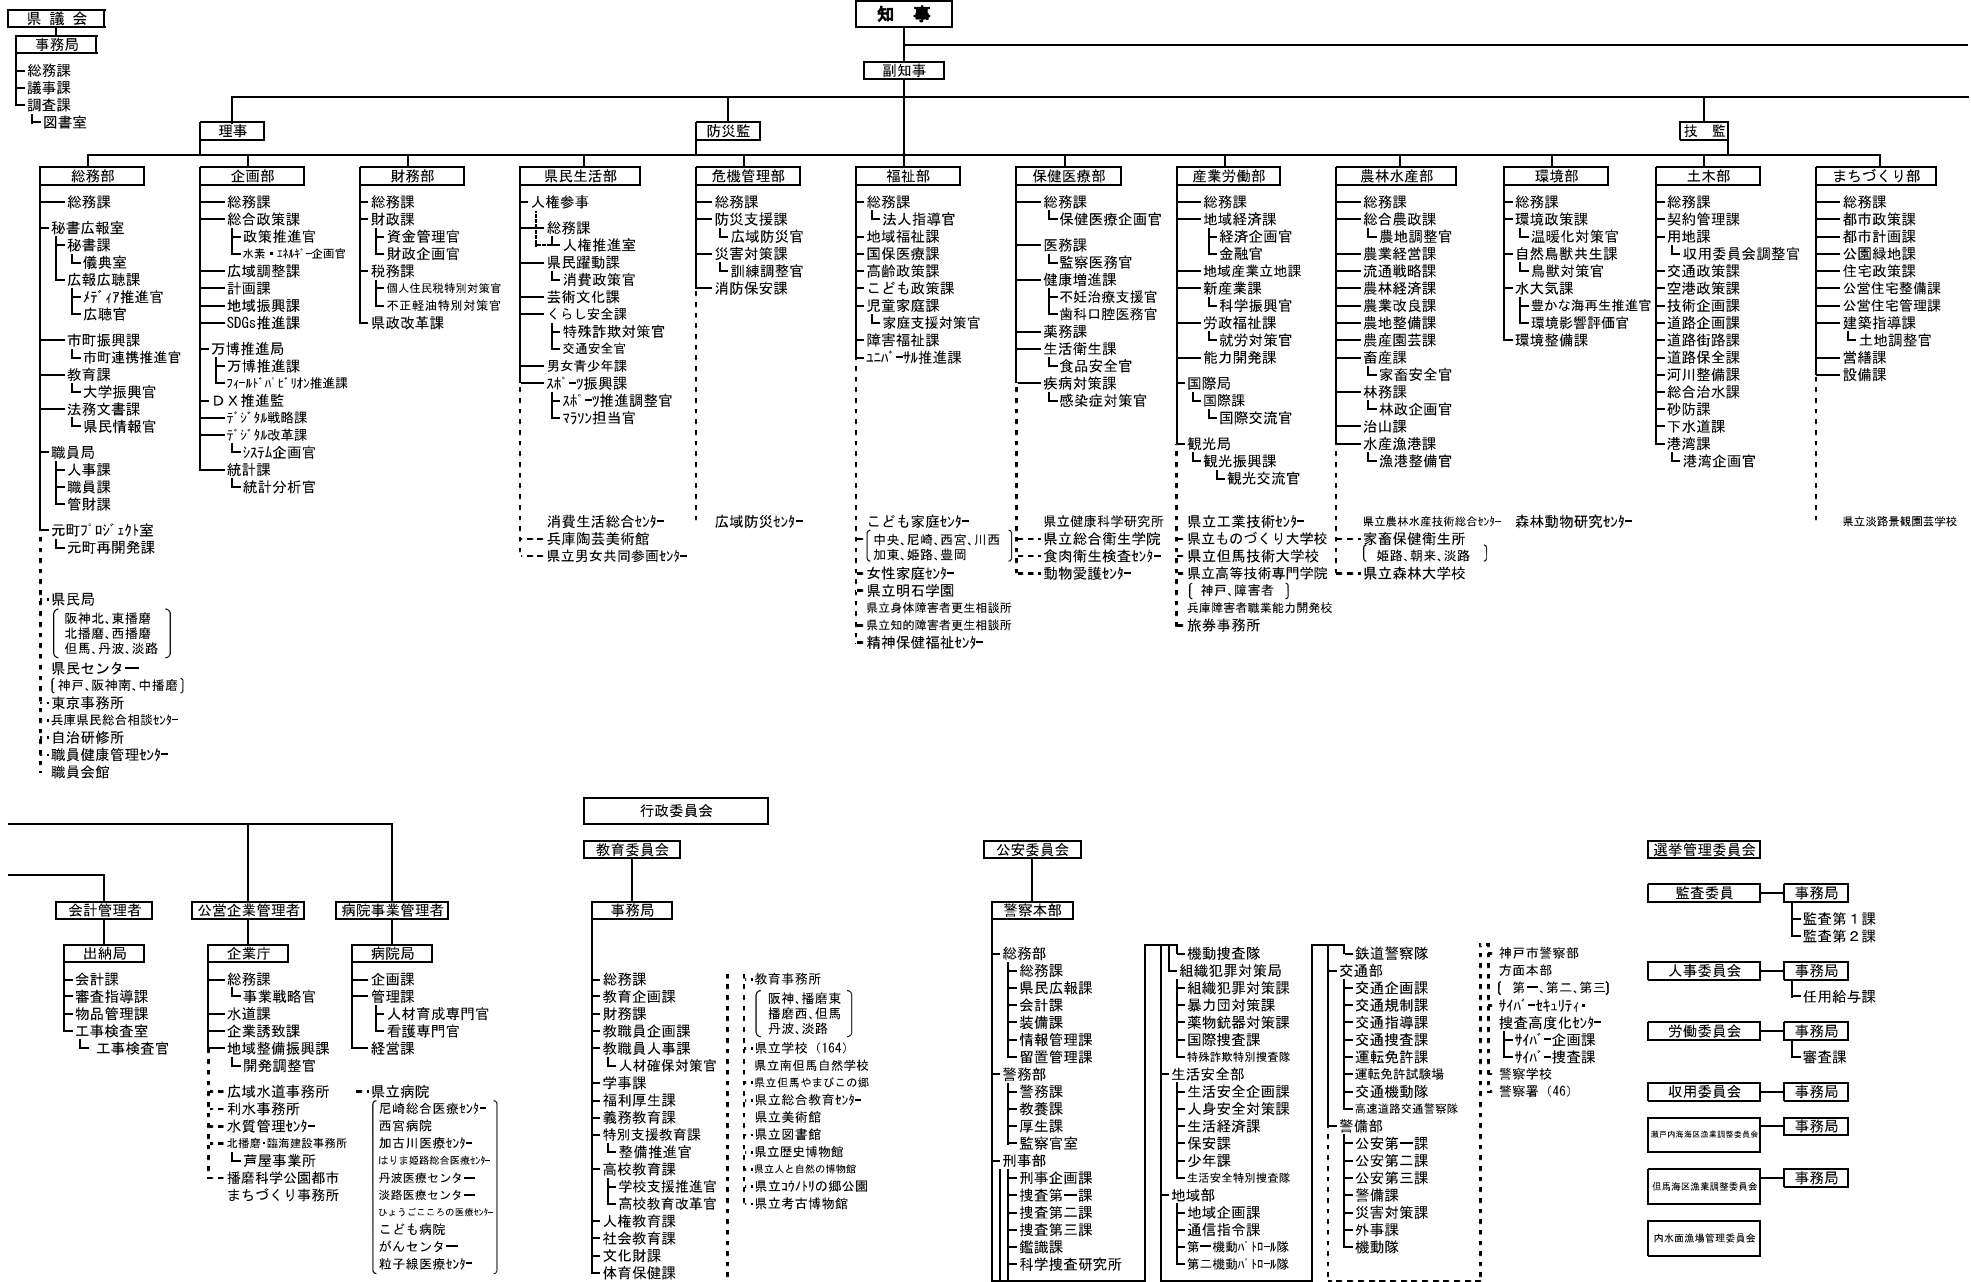 県 議 会
事務局
総務課
議事課
調査課
図書室
知 事
副知事
理事
防災監
技 監
総務部
総務課
秘書広報室
秘書課
儀典室
広報広聴課
ﾒﾃﾞｨｱ推進官
広聴官
市町振興課
市町連携推進官
教育課
大学振興官
法務文書課
県民情報官
職員局
人事課
職員課
管財課
元町ﾌﾟﾛｼﾞｪｸﾄ室
元町再開発課
県民局
阪神北、東播磨
北播磨、西播磨
但馬、丹波、淡路
県民センター
(神戸、阪神南、中播磨)
東京事務所
兵庫県民総合相談ｾﾝﾀｰ
自治研修所
職員健康管理ｾﾝﾀｰ
職員会館
企画部
総務課
総合政策課
政策推進官
水素・ｴﾈﾙｷﾞｰ企画官
広域調整課
計画課
地域振興課
SDGs推進課
万博推進局
万博推進課
ﾌｨｰﾙﾄﾞﾊﾟﾋﾞﾘｵﾝ推進課
ＤＸ推進監
ﾃﾞｼﾞﾀﾙ戦略課
ﾃﾞｼﾞﾀﾙ改革課
ｼｽﾃﾑ企画官
統計課
統計分析官
財務部
総務課
財政課
資金管理官
財政企画官
税務課
個人住民税特別対策官
不正軽油特別対策官
県政改革課
県民生活部
人権参事
総務課
人権推進室
県民躍動課
消費政策官
芸術文化課
くらし安全課
特殊詐欺対策官
交通安全官
男女青少年課
ｽﾎﾟｰﾂ振興課
ｽﾎﾟｰﾂ推進調整官
ﾏﾗｿﾝ担当官
消費生活総合ｾﾝﾀｰ
兵庫陶芸美術館
県立男女共同参画ｾﾝﾀｰ
危機管理部
総務課
防災支援課
広域防災官
災害対策課
訓練調整官
消防保安課
広域防災ｾﾝﾀｰ
福祉部
総務課
法人指導官
地域福祉課
国保医療課
高齢政策課
こども政策課
児童家庭課
家庭支援対策官
障害福祉課
ﾕﾆﾊﾞｰｻﾙ推進課
こども家庭ｾﾝﾀｰ
中央、尼崎、西宮、川西
加東、姫路、豊岡
女性家庭ｾﾝﾀｰ
県立明石学園
県立身体障害者更生相談所
県立知的障害者更生相談所
精神保健福祉ｾﾝﾀｰ
保健医療部
総務課
保健医療企画官
医務課
監察医務官
健康増進課
不妊治療支援官
歯科口腔医務官
薬務課
生活衛生課
食品安全官
疾病対策課
感染症対策官
県立健康科学研究所
県立総合衛生学院
食肉衛生検査ｾﾝﾀｰ
動物愛護ｾﾝﾀｰ
産業労働部
総務課
地域経済課
経済企画官
金融官
地域産業立地課
新産業課
科学振興官
労政福祉課
就労対策官
能力開発課
国際局
国際課
国際交流官
観光局
観光振興課
観光交流官
県立工業技術ｾﾝﾀｰ
県立ものづくり大学校
県立但馬技術大学校
県立高等技術専門学院
( 神戸、障害者 )
兵庫障害者職業能力開発校
旅券事務所
農林水産部
総務課
総合農政課
農地調整官
農業経営課
流通戦略課
農林経済課
農業改良課
農地整備課
農産園芸課
畜産課
家畜安全官
林務課
林政企画官
治山課
水産漁港課
漁港整備官
県立農林水産技術総合ｾﾝﾀｰ
家畜保健衛生所
( 姫路、朝来、淡路 )
県立森林大学校
環境部
総務課
環境政策課
温暖化対策官
自然鳥獣共生課
鳥獣対策官
水大気課
豊かな海再生推進官
環境影響評価官
環境整備課
森林動物研究ｾﾝﾀｰ
土木部
総務課
契約管理課
用地課
収用委員会調整官
交通政策課
空港政策課
技術企画課
道路企画課
道路街路課
道路保全課
河川整備課
総合治水課
砂防課
下水道課
港湾課
港湾企画官
まちづくり部
総務課
都市政策課
都市計画課
公園緑地課
住宅政策課
公営住宅整備課
公営住宅管理課
建築指導課
土地調整官
営繕課
設備課
県立淡路景観園芸学校
会計管理者
出納局
会計課
審査指導課
物品管理課
工事検査室
工事検査官
公営企業管理者
企業庁
総務課
事業戦略官
水道課
企業誘致課
地域整備振興課
開発調整官
広域水道事務所
利水事務所
水質管理ｾﾝﾀｰ
北播磨・臨海建設事務所
芦屋事業所
播磨科学公園都市
まちづくり事務所
病院事業管理者
病院局
企画課
管理課
人材育成専門官
看護専門官
経営課
県立病院
尼崎総合医療ｾﾝﾀｰ
西宮病院
加古川医療ｾﾝﾀｰ
はりま姫路総合医療ｾﾝﾀｰ
丹波医療センター
淡路医療センター
ひょうごこころの医療ｾﾝﾀｰ
こども病院
がんセンター
粒子線医療ｾﾝﾀｰ
行政委員会
教育委員会
事務局
総務課
教育企画課
財務課
教職員企画課
教職員人事課
人材確保対策官
学事課
福利厚生課
義務教育課
特別支援教育課
整備推進官
高校教育課
学校支援推進官
高校教育改革官
人権教育課
社会教育課
文化財課
体育保健課
教育事務所
阪神、播磨東
播磨西、但馬
丹波、淡路
県立学校（164）
県立南但馬自然学校
県立但馬やまびこの郷
県立総合教育ｾﾝﾀｰ
県立美術館
県立図書館
県立歴史博物館
県立人と自然の博物館
県立ｺｳﾉﾄﾘの郷公園
県立考古博物館
公安委員会
警察本部
総務部
総務課
県民広報課
会計課
装備課
情報管理課
留置管理課
警務部
警務課
教養課
厚生課
監察官室
刑事部
刑事企画課
捜査第一課
捜査第二課
捜査第三課
鑑識課
科学捜査研究所
機動捜査隊
組織犯罪対策局
組織犯罪対策課
暴力団対策課
薬物銃器対策課
国際捜査課
特殊詐欺特別捜査隊
生活安全部
生活安全企画課
人身安全対策課
生活経済課
保安課
少年課
生活安全特別捜査隊
地域部
地域企画課
通信指令課
第一機動ﾊﾟﾄﾛｰﾙ隊
第二機動ﾊﾟﾄﾛｰﾙ隊
鉄道警察隊
交通部
交通企画課
交通規制課
交通指導課
交通捜査課
運転免許課
運転免許試験場
交通機動隊
高速道路交通警察隊
警備部
公安第一課
公安第二課
公安第三課
警備課
災害対策課
外事課
機動隊
神戸市警察部
方面本部
( 第一、第二、第三)
ｻｲﾊﾞｰｾｷｭﾘﾃｨ・
捜査高度化ｾﾝﾀｰ
ｻｲﾊﾞｰ企画課
ｻｲﾊﾞｰ捜査課
警察学校
警察署（46）
選挙管理委員会
監査委員
事務局
監査第１課
監査第２課
人事委員会
事務局
任用給与課
労働委員会
事務局
審査課
収用委員会
事務局
瀬戸内海海区漁業調整委員会
事務局
但馬海区漁業調整委員会
事務局
内水面漁場管理委員会